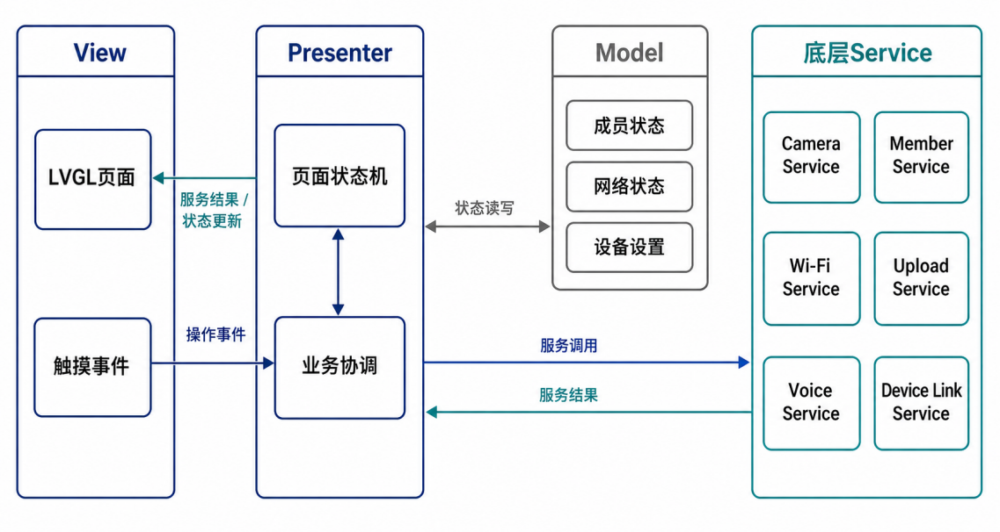 View
LVGL页面
触摸事件
服务结果 /
状态更新
操作事件
Presenter
页面状态机
业务协调
状态读写
服务调用
服务结果
Model
成员状态
网络状态
设备设置
底层Service
Camera
Service
Member
Service
Wi-Fi
Service
Upload
Service
Voice
Service
Device Link
Service